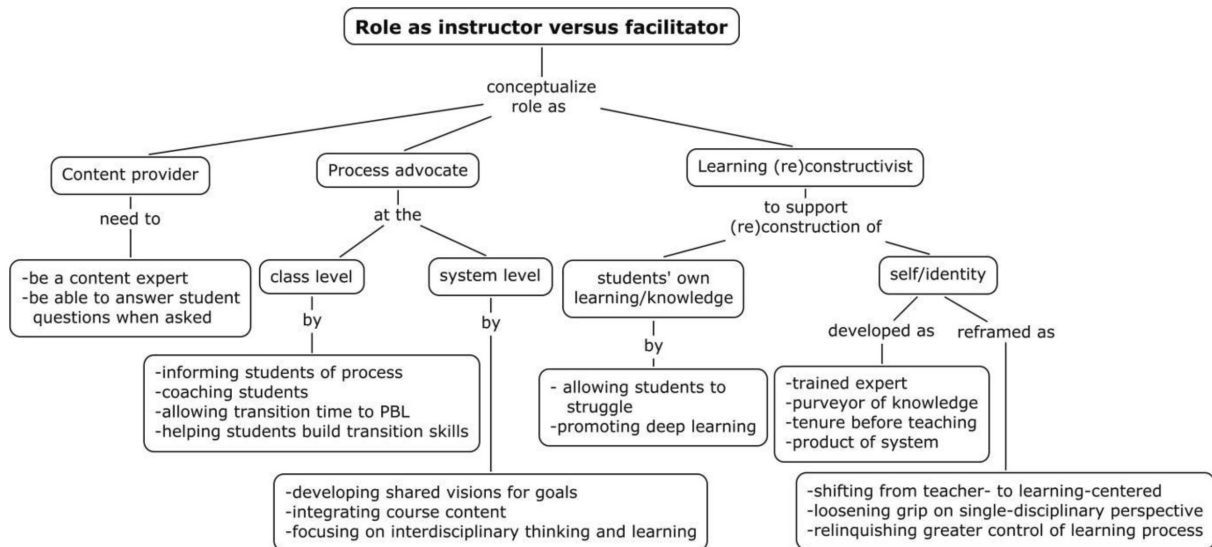 Role as instructor versus facilitator
conceptualize
role as
Content provider
Process advocate
Learning (re)constructivist
need to
at the
to support
(re)construction of
-be a content expert
-be able to answer student
questions when asked
class level
system level
students' own
learning/knowledge
self/identity
by
by
by
developed as
reframed as
-informing students of process
-coaching students
-allowing transition time to PBL
-helping students build transition skills
- allowing students to
struggle
-promoting deep learning
-trained expert
-purveyor of knowledge
-tenure before teaching
-product of system
-developing shared visions for goals
-integrating course content
-focusing on interdisciplinary thinking and learning
-shifting from teacher- to learning-centered
-loosening grip on single-disciplinary perspective
-relinquishing greater control of learning process